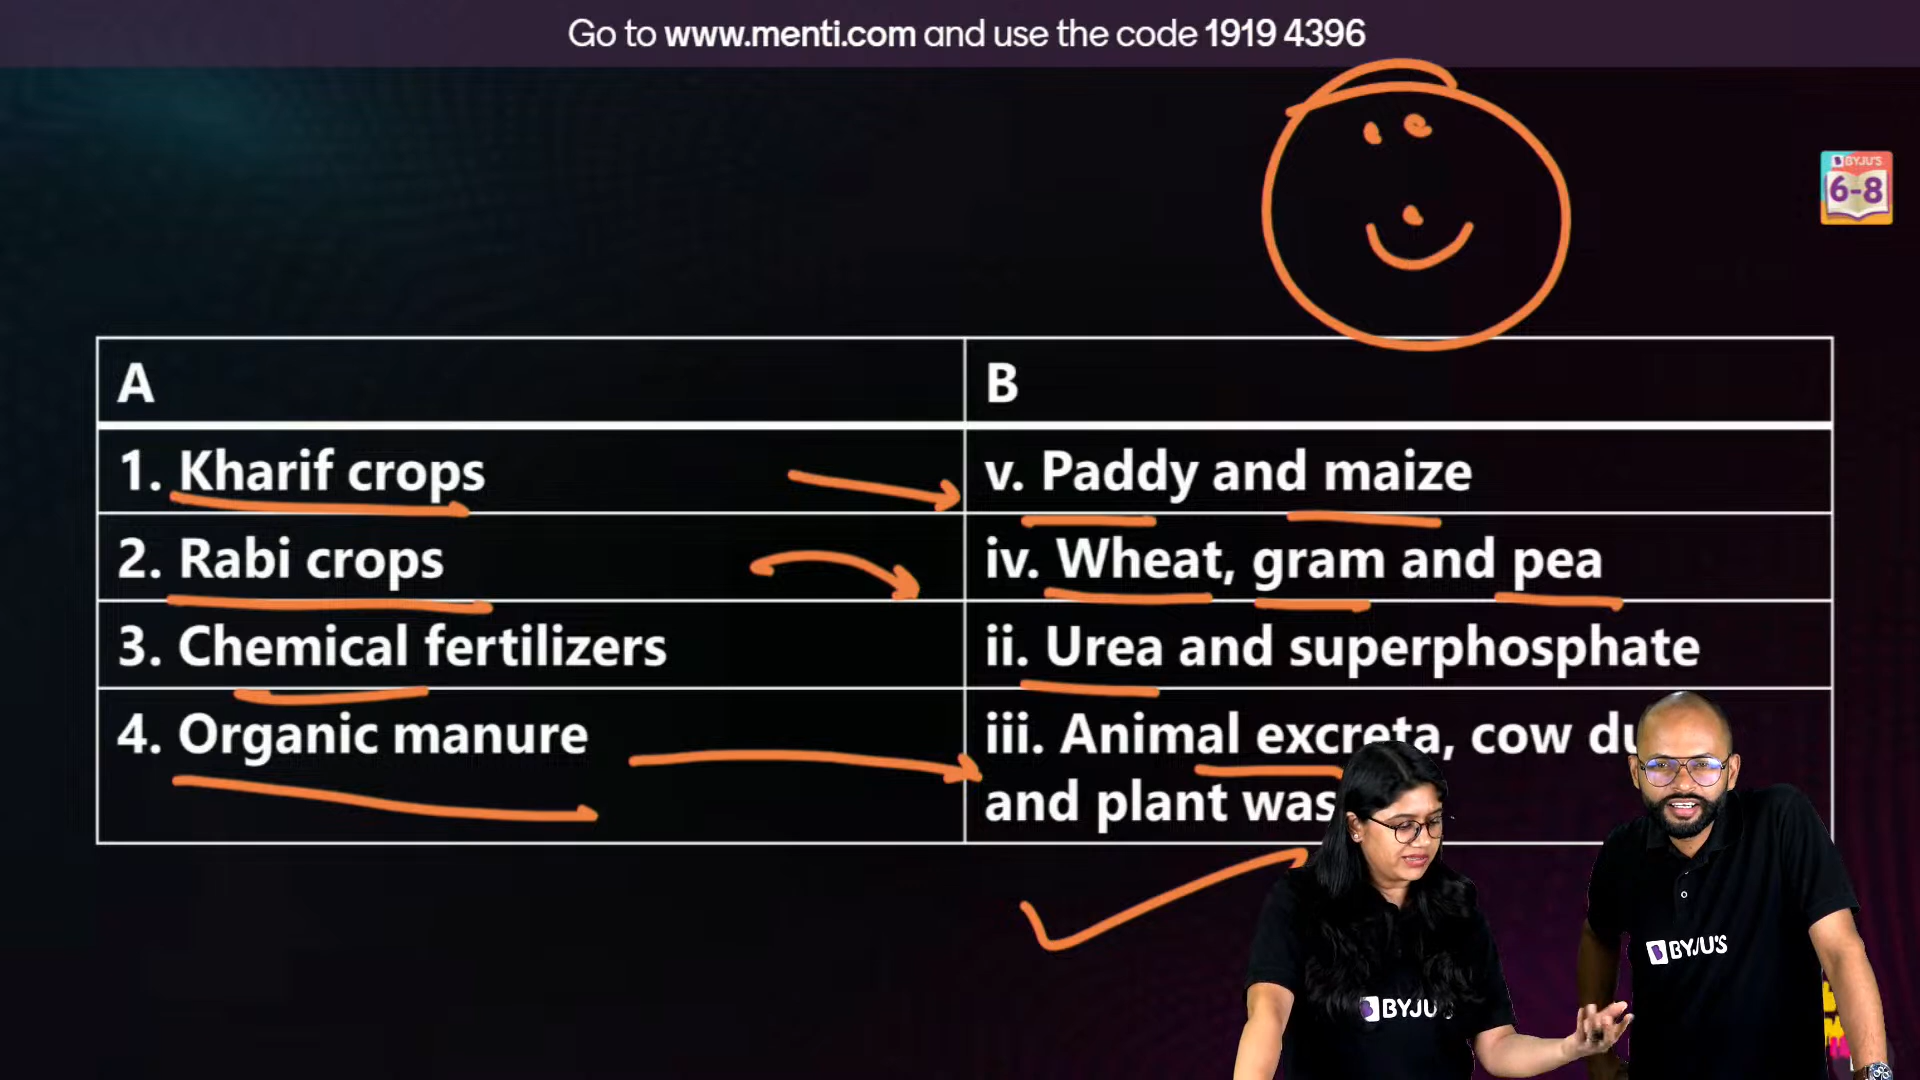 Go to www.menti.com and use the code 1919 4396
BYJU'S
6-8
A
B
1. Kharif crops
v. Paddy and maize
2. Rabi crops
iv. Wheat, gram and pea
3. Chemical fertilizers
ii. Urea and superphosphate
4. Organic manure
iii. Animal excreta, cow
and plant
BYJU'S
BYJU'S